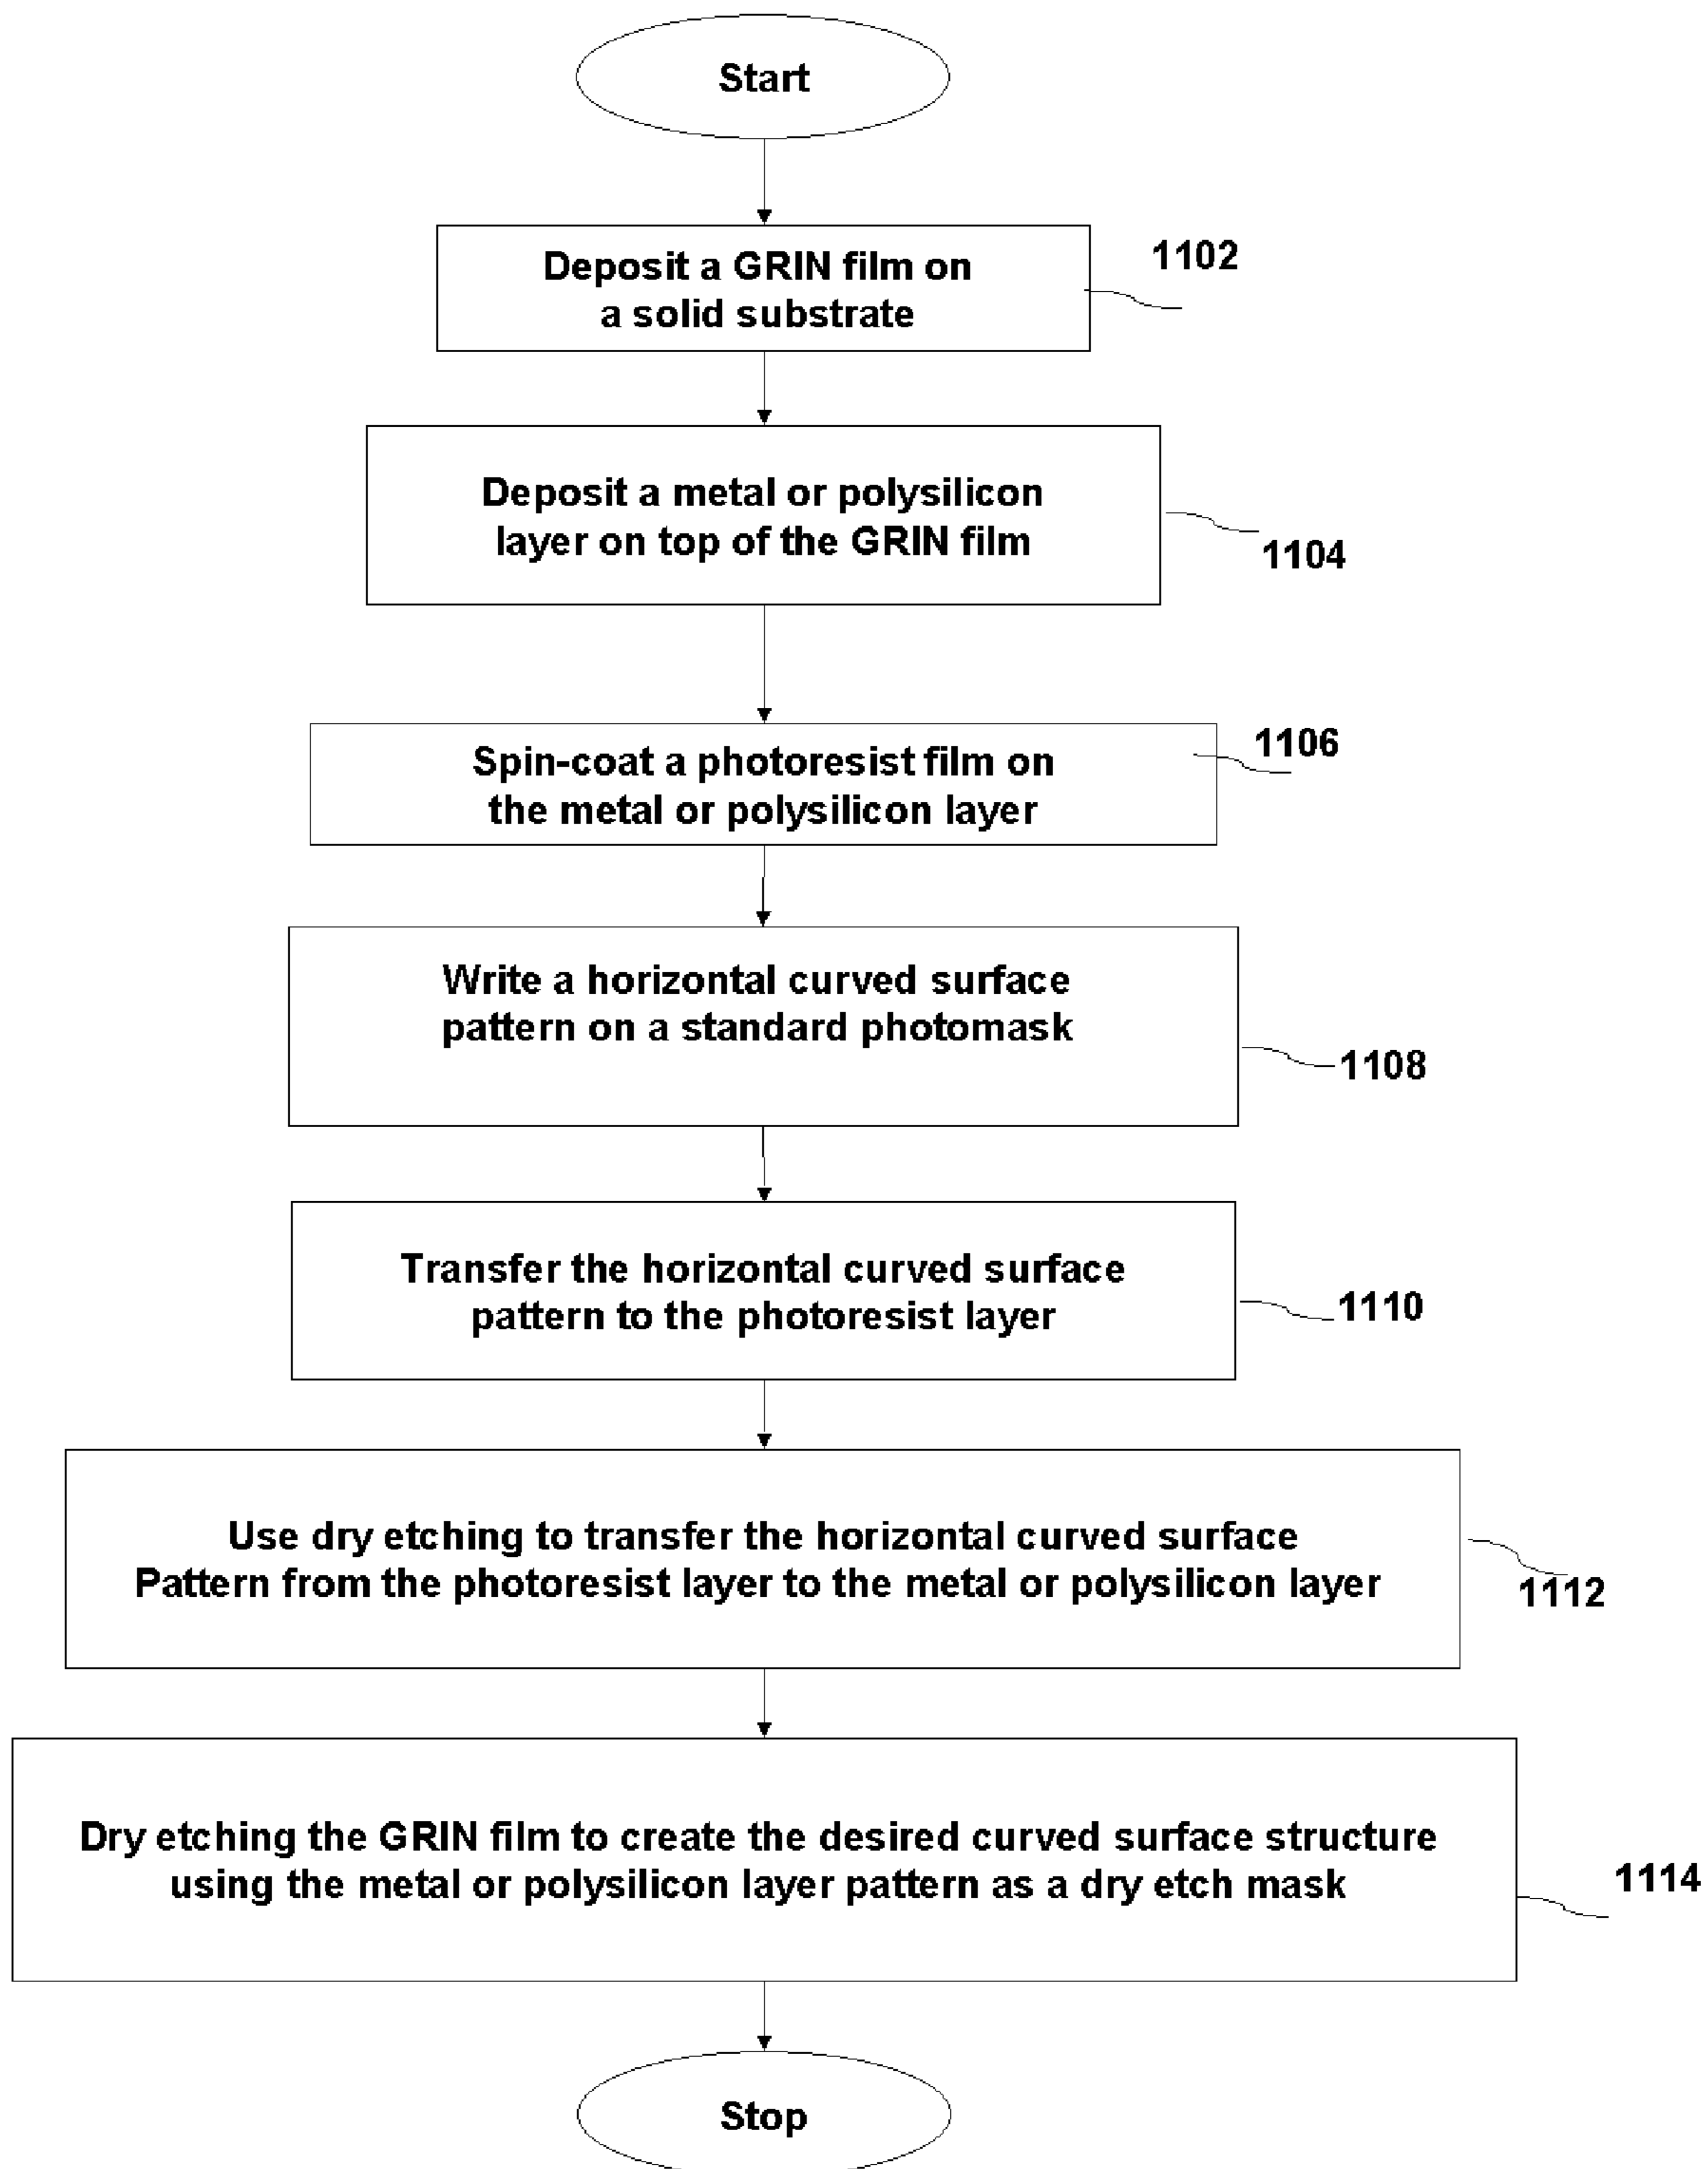 Start
Deposit a GRIN film on
a solid substrate
1102
Deposit a metal or polysilicon
layer on top of the GRIN film
1104
Spin-coat a photoresist film on
the metal or polysilicon layer
1106
Write a horizontal curved surface
pattern on a standard photomask
1108
Transfer the horizontal curved surface
pattern to the photoresist layer
1110
Use dry etching to transfer the horizontal curved surface
Pattern from the photoresist layer to the metal or polysilicon layer
1112
Dry etching the GRIN film to create the desired curved surface structure
using the metal or polysilicon layer pattern as a dry etch mask
1114
Stop